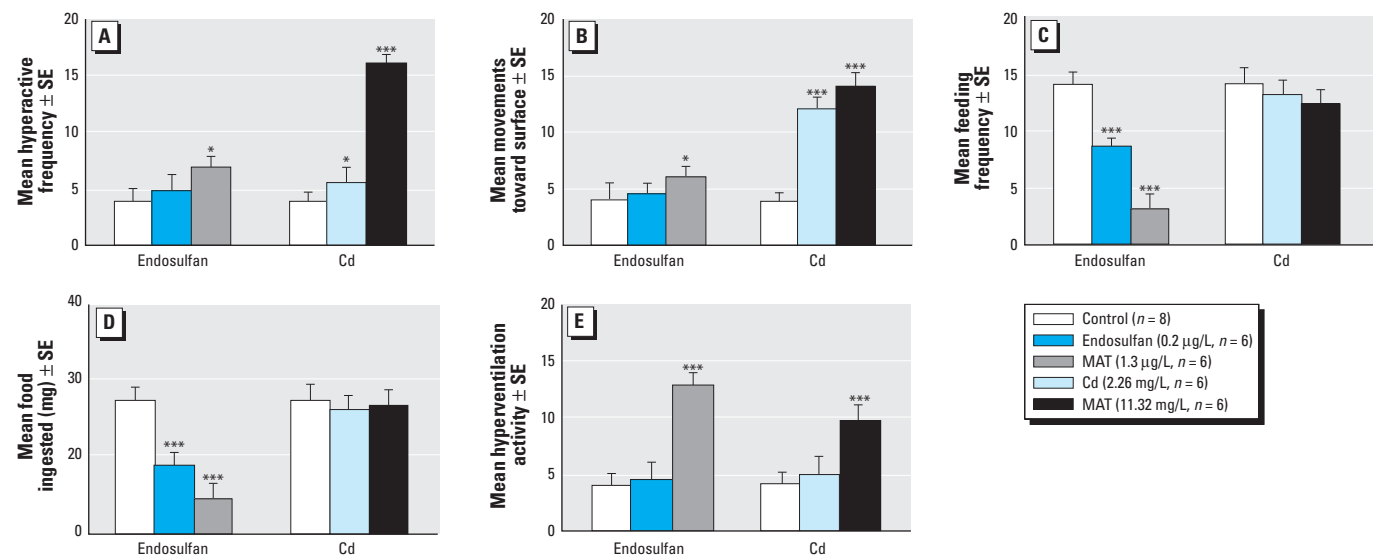 A
Mean hyperactive
frequency ± SE
20
15
10
5
0
*
*
***
Endosulfan
Cd
B
Mean movements
toward surface ± SE
20
15
10
5
0
*
***
***
Endosulfan
Cd
C
Mean feeding
frequency ± SE
20
15
10
5
0
***
***
Endosulfan
Cd
D
Mean food
ingested (mg) ± SE
40
30
20
0
***
***
Endosulfan
Cd
E
Mean hyperventilation
activity ± SE
20
15
10
5
0
***
***
Endosulfan
Cd
Control (n = 8)
Endosulfan (0.2 µg/L, n = 6)
MAT (1.3 µg/L, n = 6)
Cd (2.26 mg/L, n = 6)
MAT (11.32 mg/L, n = 6)